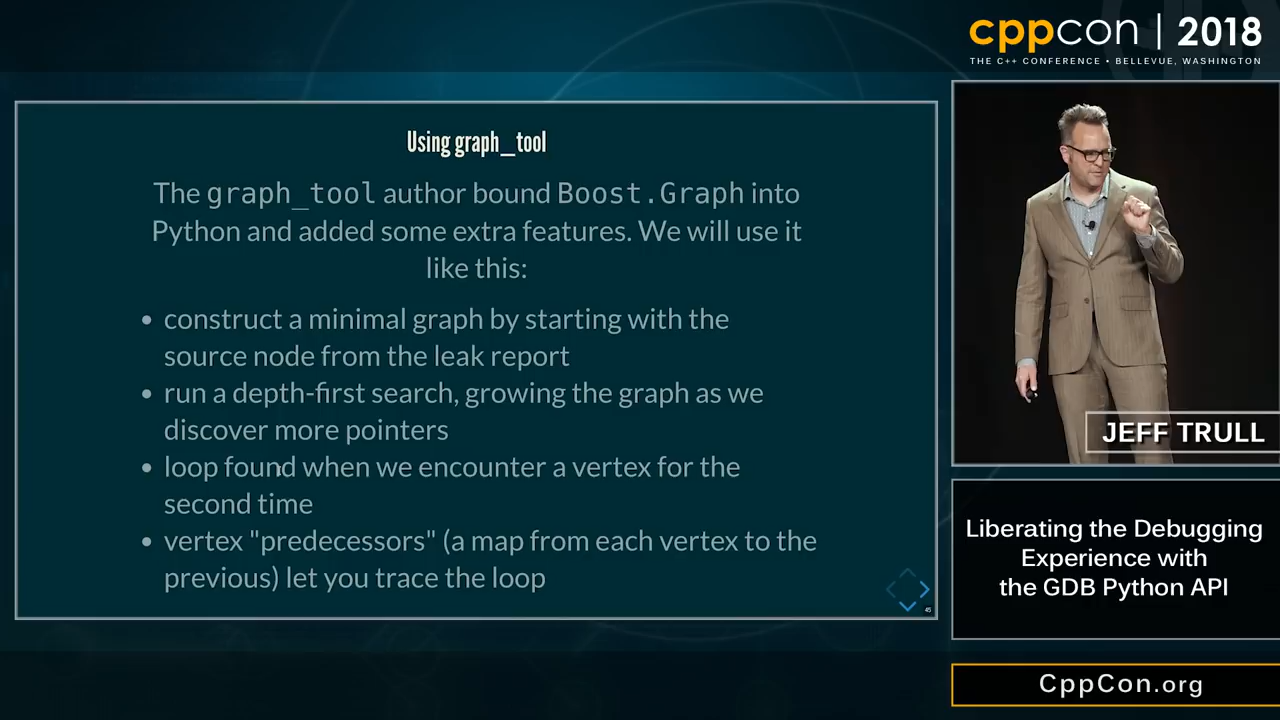 cppcon | 2018
THE C++ CONFERENCE • BELLEVUE, WASHINGTON
Using graph_tool
The graph_tool author bound Boost.Graph into
Python and added some extra features. We will use it
like this:
• construct a minimal graph by starting with the
source node from the leak report
• run a depth-first search, growing the graph as we
discover more pointers
• loop found when we encounter a vertex for the
second time
• vertex "predecessors" (a map from each vertex to the
previous) let you trace the loop
45
JEFF TRULL
Liberating the Debugging
Experience with
the GDB Python API
CppCon.org